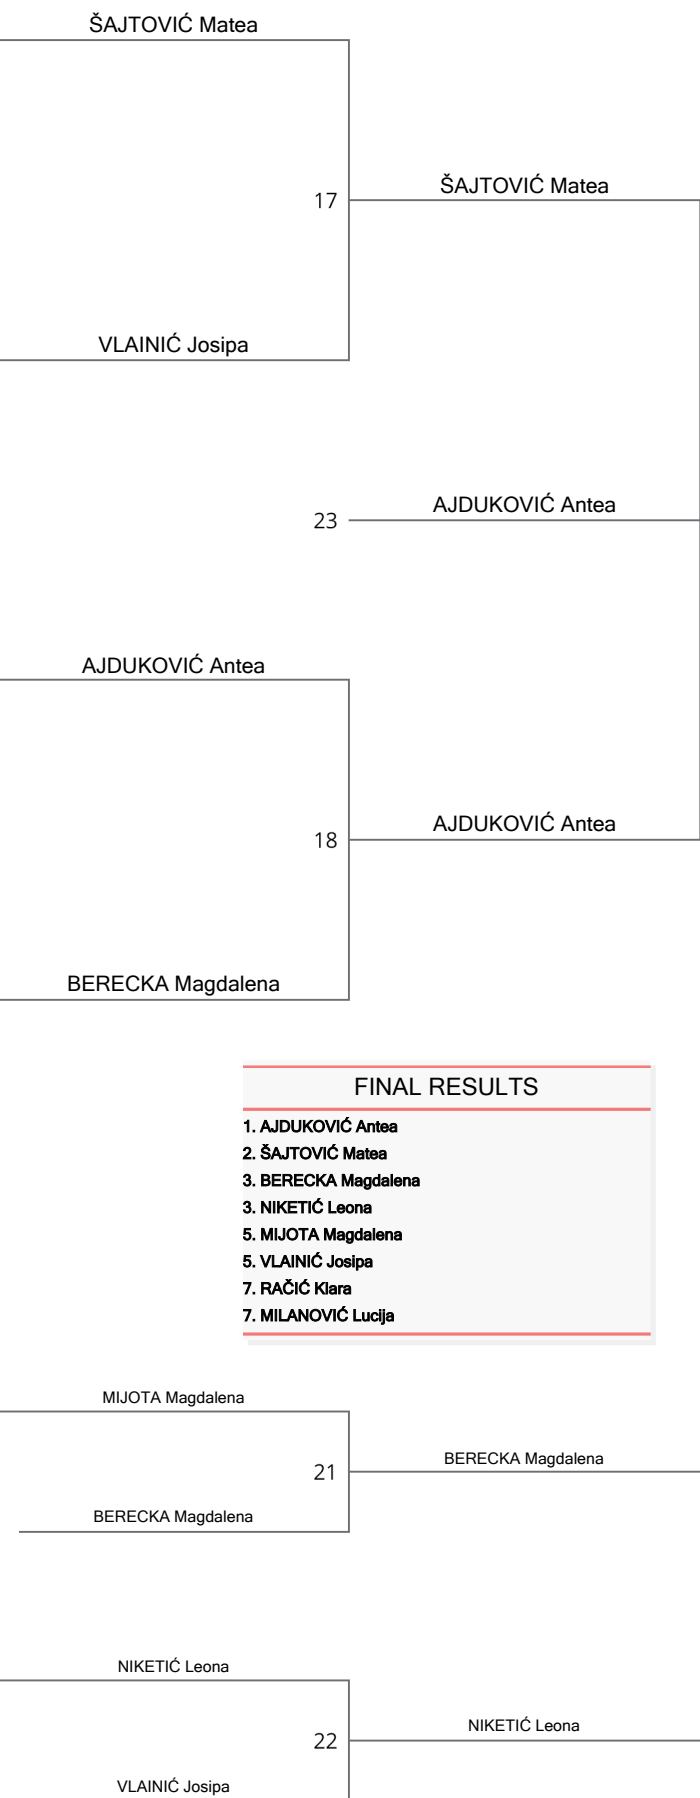 ŠAJTOVIĆ Matea
17
ŠAJTOVIĆ Matea
VLAINIĆ Josipa
23
AJDUKOVIĆ Antea
AJDUKOVIĆ Antea
18
AJDUKOVIĆ Antea
BERECKA Magdalena
FINAL RESULTS
1. AJDUKOVIĆ Antea
2. ŠAJTOVIĆ Matea
3. BERECKA Magdalena
3. NIKETIĆ Leona
5. MIJOTA Magdalena
5. VLAINIĆ Josipa
7. RAČIĆ Klara
7. MILANOVIĆ Lucija
MIJOTA Magdalena
21
BERECKA Magdalena
BERECKA Magdalena
NIKETIĆ Leona
22
NIKETIĆ Leona
VLAINIĆ Josipa